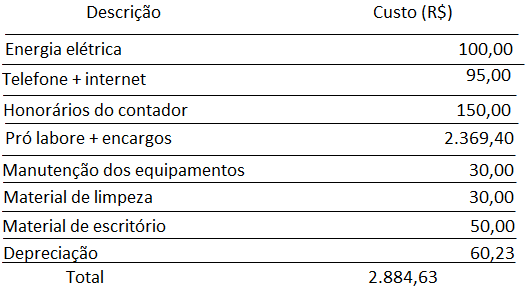 Descrição Custo (R$)
Energia elétrica 100,00
Telefone + internet 95,00
Honorários do contador 150,00
Pró labore + encargos 2.369,40
Manutenção dos equipamentos 30,00
Material de limpeza 30,00
Material de escritório 50,00
Depreciação 60,23
Total 2.884,63